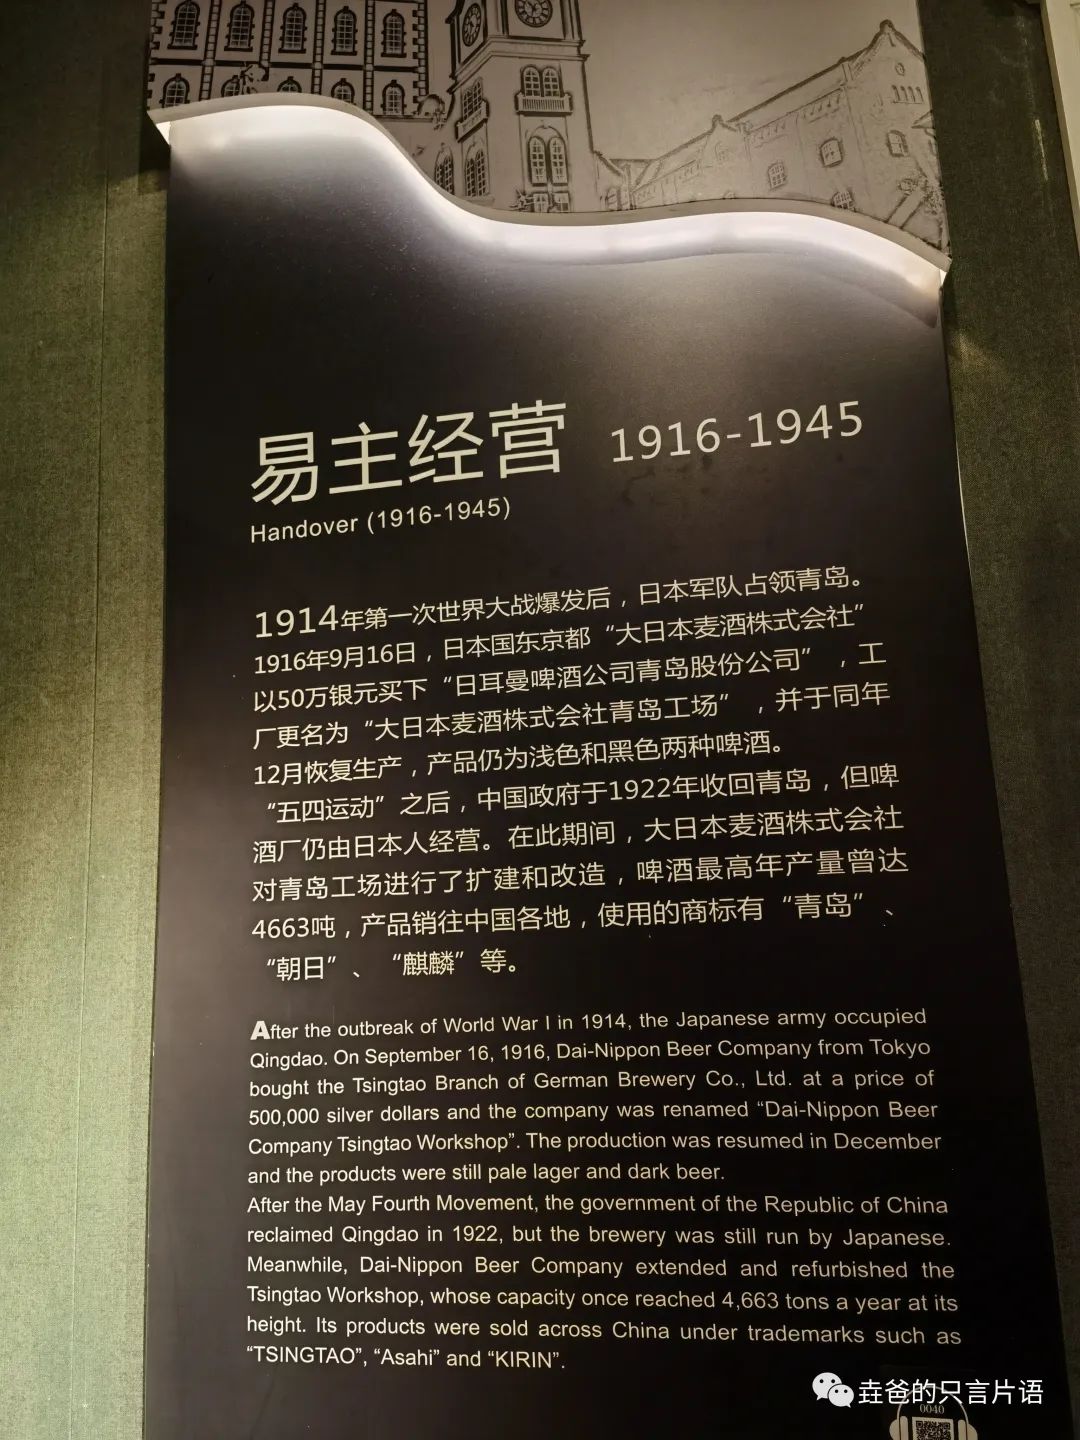 易主经营 1916-1945
Handover (1916-1945)
1914年第一次世界大战爆发后，日本军队占领青岛。
1916年9月16日，日本国东京都“大日本麦酒株式会社”
以50万银元买下“日耳曼啤酒公司青岛股份公司”，工
厂更名为“大日本麦酒株式会社青岛工场”，并于同年
12月恢复生产，产品仍为浅色和黑色两种啤酒。
“五四运动”之后，中国政府于1922年收回青岛，但啤
酒厂仍由日本人经营。在此期间，大日本麦酒株式会社
对青岛工场进行了扩建和改造，啤酒最高年产量曾达
4663吨，产品销往中国各地，使用的商标有“青岛”、
“朝日”、“麒麟”等。
After the outbreak of World War I in 1914, the Japanese army occupied
Qingdao. On September 16, 1916, Dai-Nippon Beer Company from Tokyo
bought the Tsingtao Branch of German Brewery Co., Ltd. at a price of
500,000 silver dollars and the company was renamed “Dai-Nippon Beer
Company Tsingtao Workshop”. The production was resumed in December
and the products were still pale lager and dark beer.
After the May Fourth Movement, the government of the Republic of China
reclaimed Qingdao in 1922, but the brewery was still run by Japanese.
Meanwhile, Dai-Nippon Beer Company extended and refurbished the
Tsingtao Workshop, whose capacity once reached 4,663 tons a year at its
height. Its products were sold across China under trademarks such as
“TSINGTAO”, “Asahi” and “KIRIN”.
垚爸的只言片语
0040